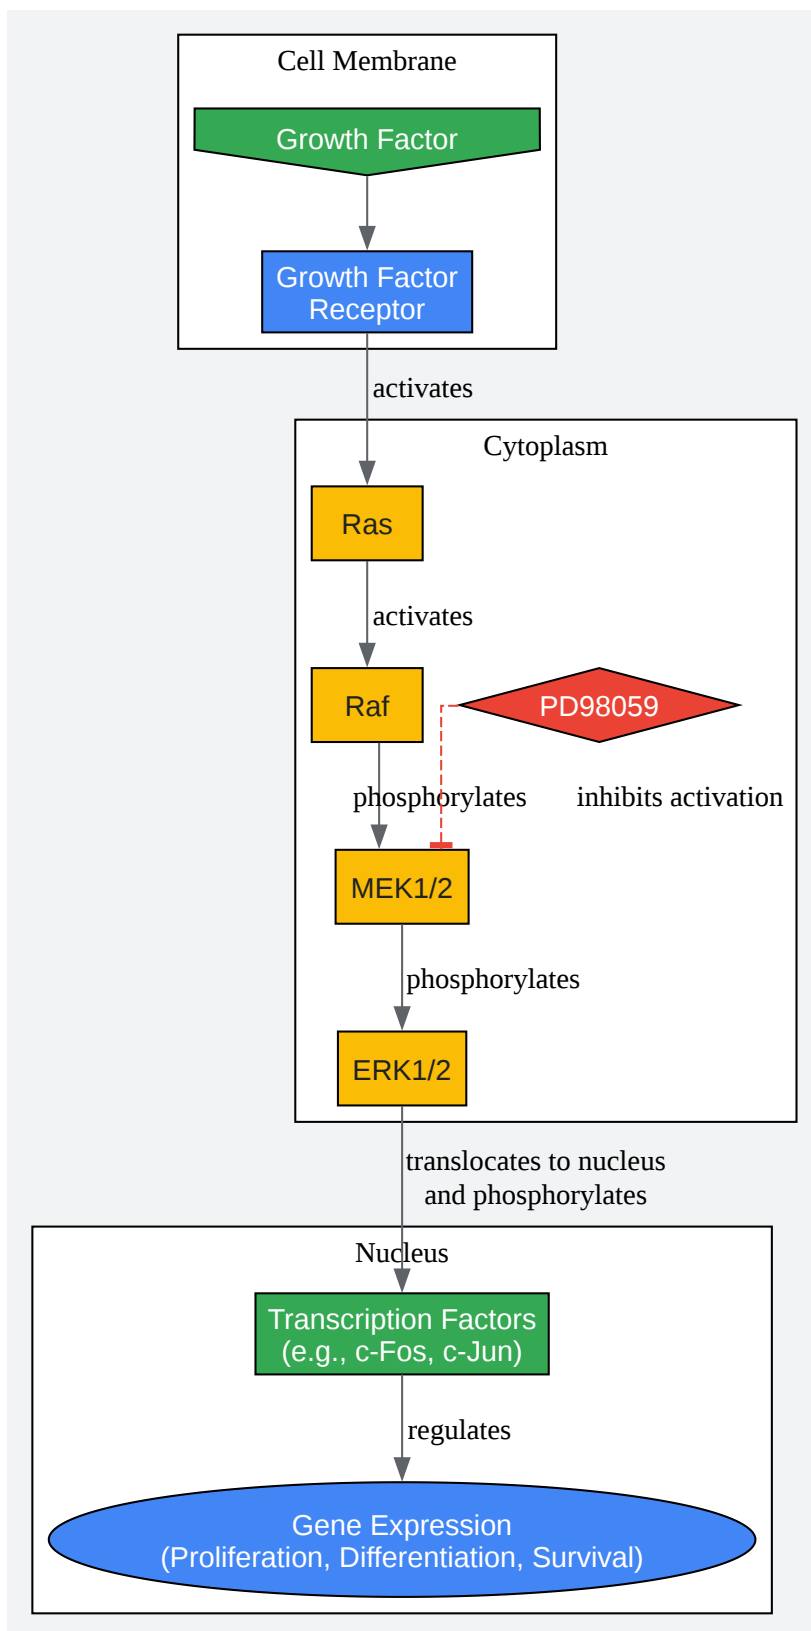 Cell Membrane
Growth Factor
Growth Factor
Receptor
activates
Cytoplasm
Ras
activates
Raf
PD98059
phosphorylates
inhibits activation
MEK1/2
phosphorylates
ERK1/2
translocates to nucleus
and phosphorylates
Nucleus
Transcription Factors
(e.g., c-Fos, c-Jun)
regulates
Gene Expression
(Proliferation, Differentiation, Survival)